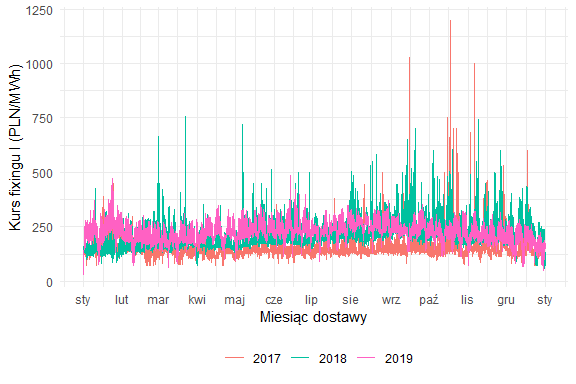 Kurs fixingu I (PLN/MWh)
1250
1000
750
500
250
0
sty lut mar kwi maj cze lip sie wrz paź lis gru sty
Miesiąc dostawy
2017 2018 2019